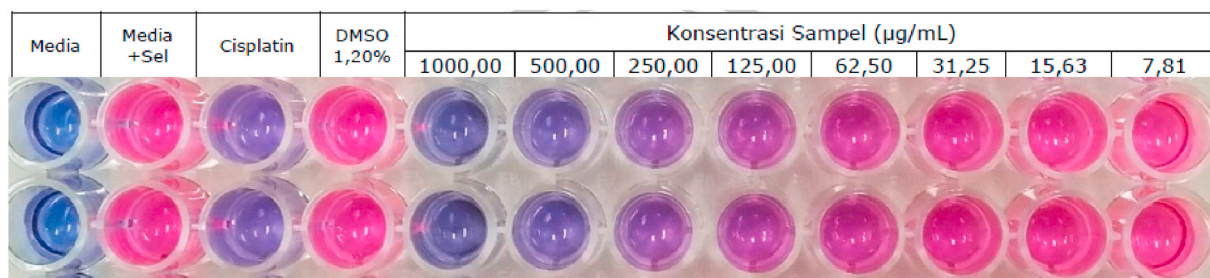 Media
Media
+Sel
Cisplatin
DMSO
1,20%
Konsentrasi Sampel (µg/mL)
1000,00
500,00
250,00
125,00
62,50
31,25
15,63
7,81